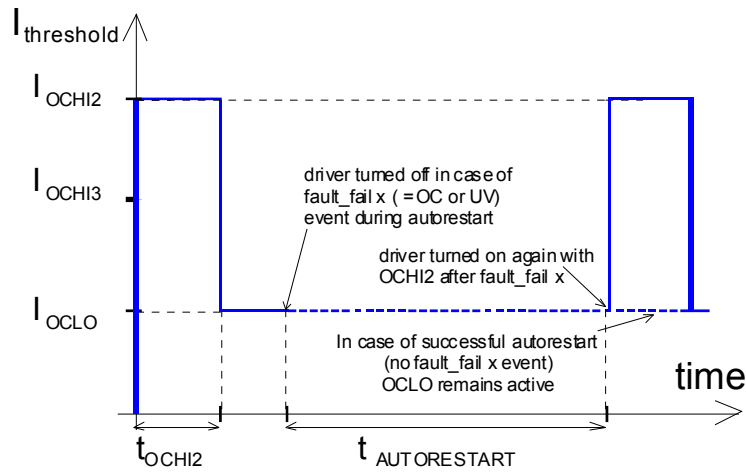 I threshold
I OCHI2
I OCHI3
I OCLO
driver turned off in case of
fault_fail x ( =OC or UV)
event during autorestart
driver turned on again with
OCHI2 after fault_fail x
In case of successful autorestart
(no fault_fail x event)
OCLO remains active
time
t OCHI2
t AUTORESTART